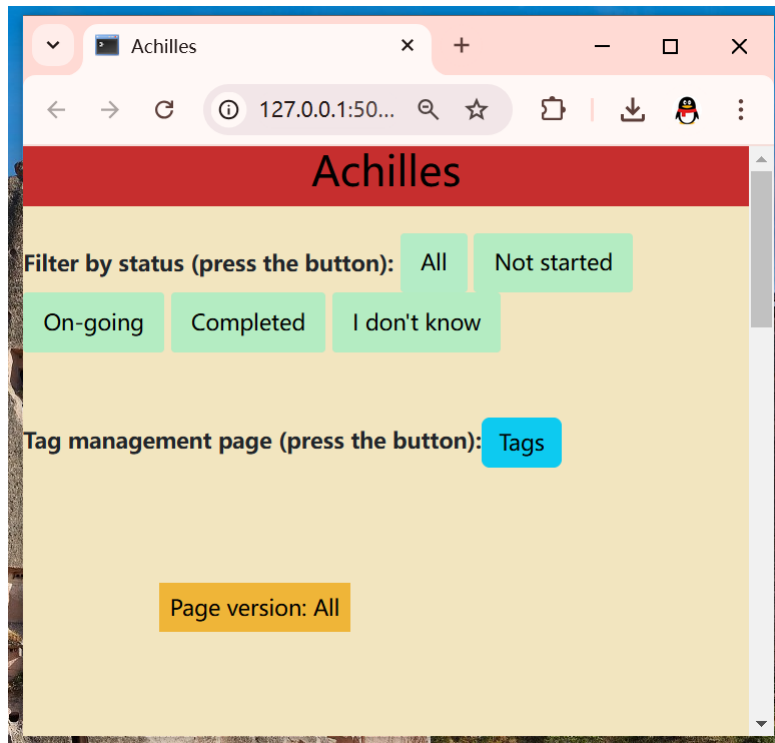 Achilles
127.0.0.1:50...
Achilles
Filter by status (press the button): All Not started
On-going Completed I don't know
Tag management page (press the button): Tags
Page version: All